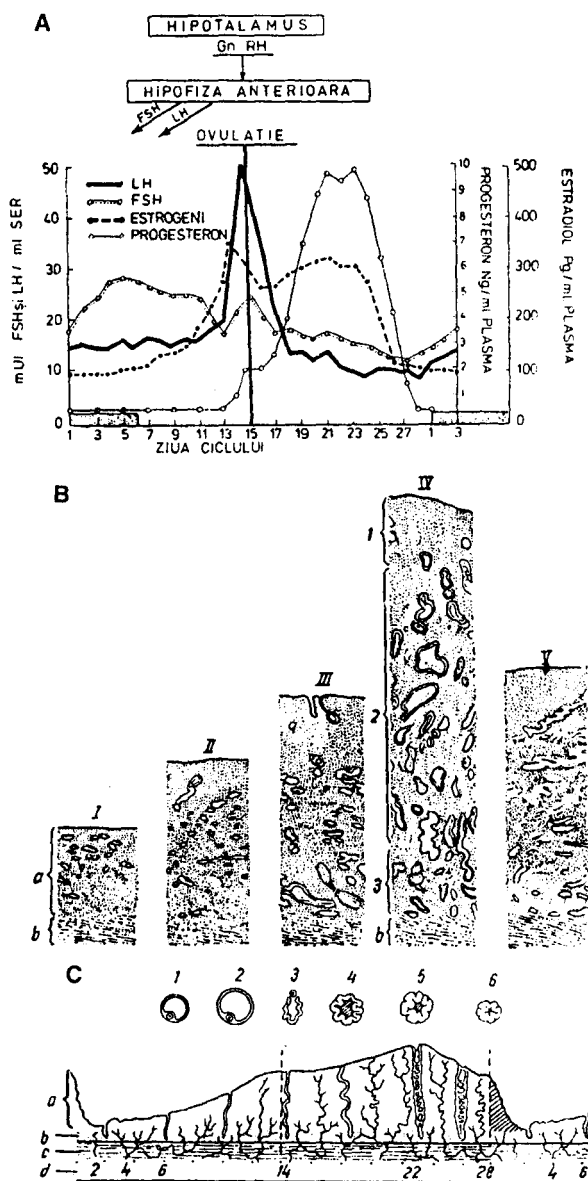 A
HIPOTALAMUS
Gn RH
HIPOFIZA ANTERIOARA
FSH
LH
OVULATIE
LH
FSH
ESTROGENI
PROGESTERON
mUI FSH și LH / ml SER
50
40
30
20
10
0
PROGESTERON Ng/ml PLASMA
10
9
8
7
6
5
4
3
2
1
ESTRADIOL Pg/ml PLASMA
500
400
300
200
100
0
1 3 5 7 9 11 13 15 17 19 21 23 25 27 1 3
ZIUA CICLULUI
B
I
II
III
IV
V
a
b
1
2
3
b
C
1 2 3 4 5 6
a
b
c
d
2 4 6 14 22 28 4 6